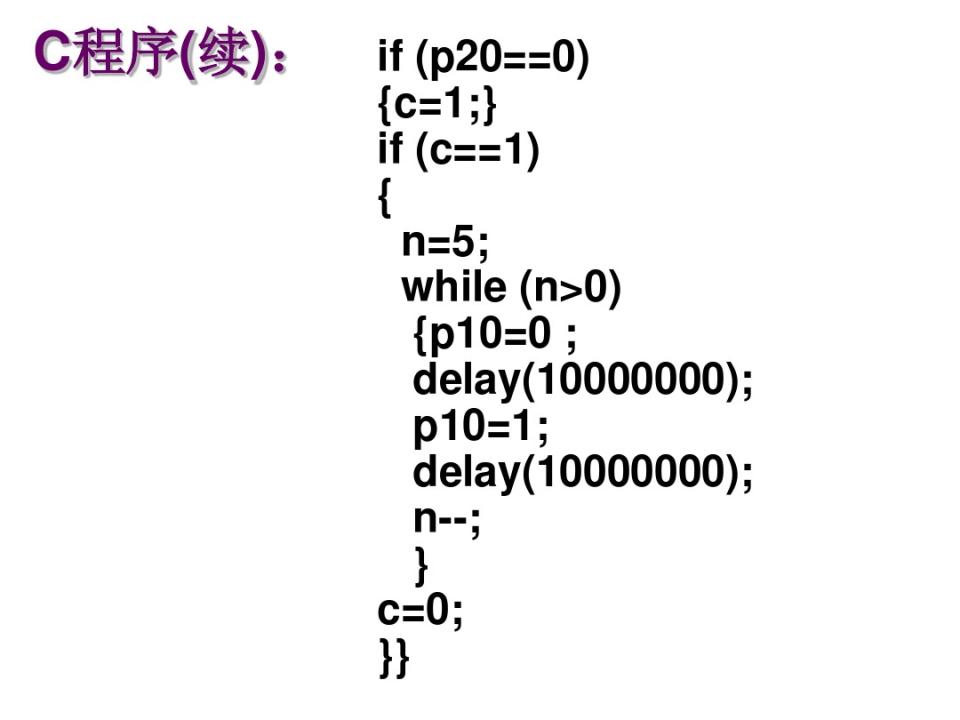 C程序(续)：
if (p20==0)
{c=1;}
if (c==1)
{
n=5;
while (n>0)
{p10=0 ;
delay(10000000);
p10=1;
delay(10000000);
n--;
}
c=0;
}}